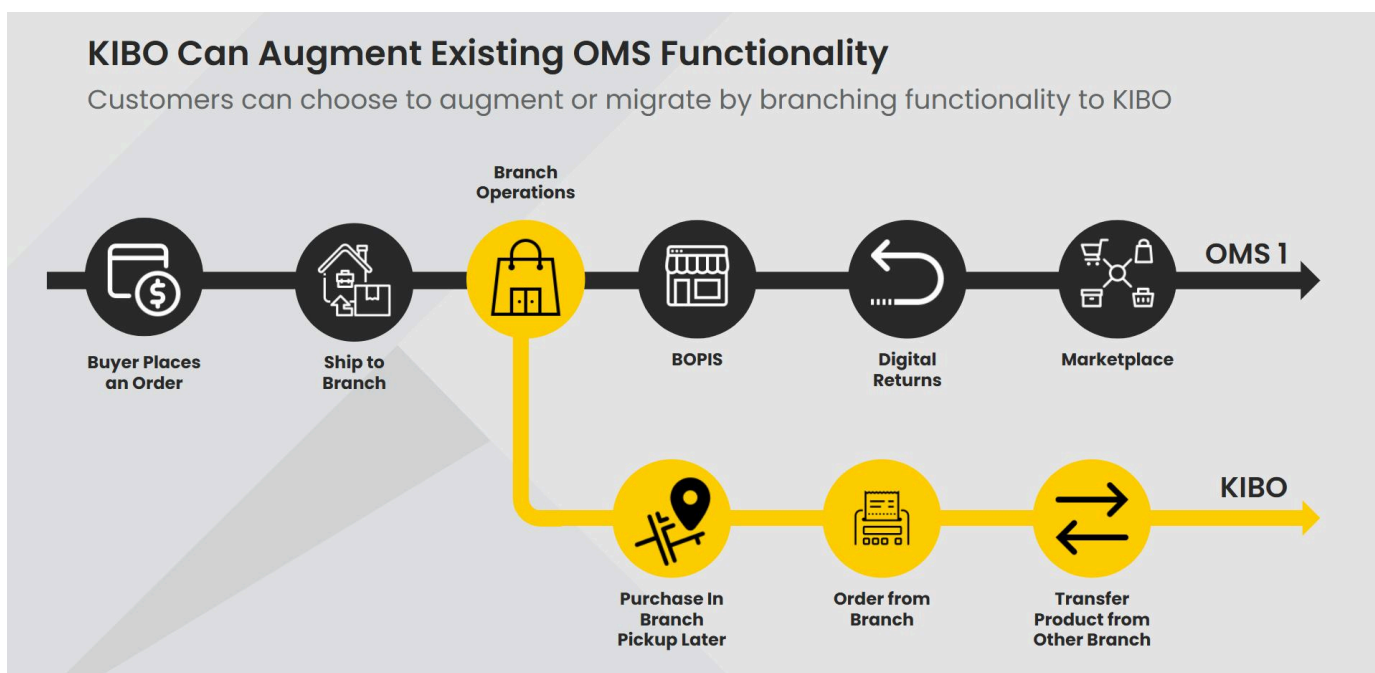 KIBO Can Augment Existing OMS Functionality
Customers can choose to augment or migrate by branching functionality to KIBO
Branch
Operations
OMS 1
$
Buyer Places
an Order
Ship to
Branch
BOPIS
Digital
Returns
Marketplace
KIBO
Purchase In
Branch
Pickup Later
Order from
Branch
Transfer
Product from
Other Branch